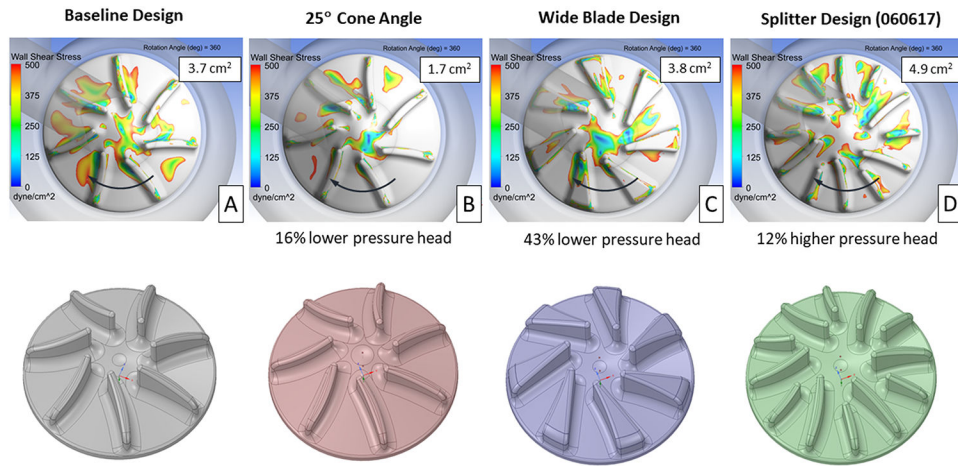 Baseline Design
25° Cone Angle
Wide Blade Design
Splitter Design (060617)
Rotation Angle (deg) = 360
Wall Shear Stress
500
375
250
125
0
dyne/cm^2
3.7 cm²
A
Rotation Angle (deg) = 360
Wall Shear Stress
500
375
250
125
0
dyne/cm^2
1.7 cm²
B
Rotation Angle (deg) = 360
Wall Shear Stress
500
375
250
125
0
dyne/cm^2
3.8 cm²
C
Rotation Angle (deg) = 360
Wall Shear Stress
500
375
250
125
0
dyne/cm^2
4.9 cm²
D
16% lower pressure head
43% lower pressure head
12% higher pressure head